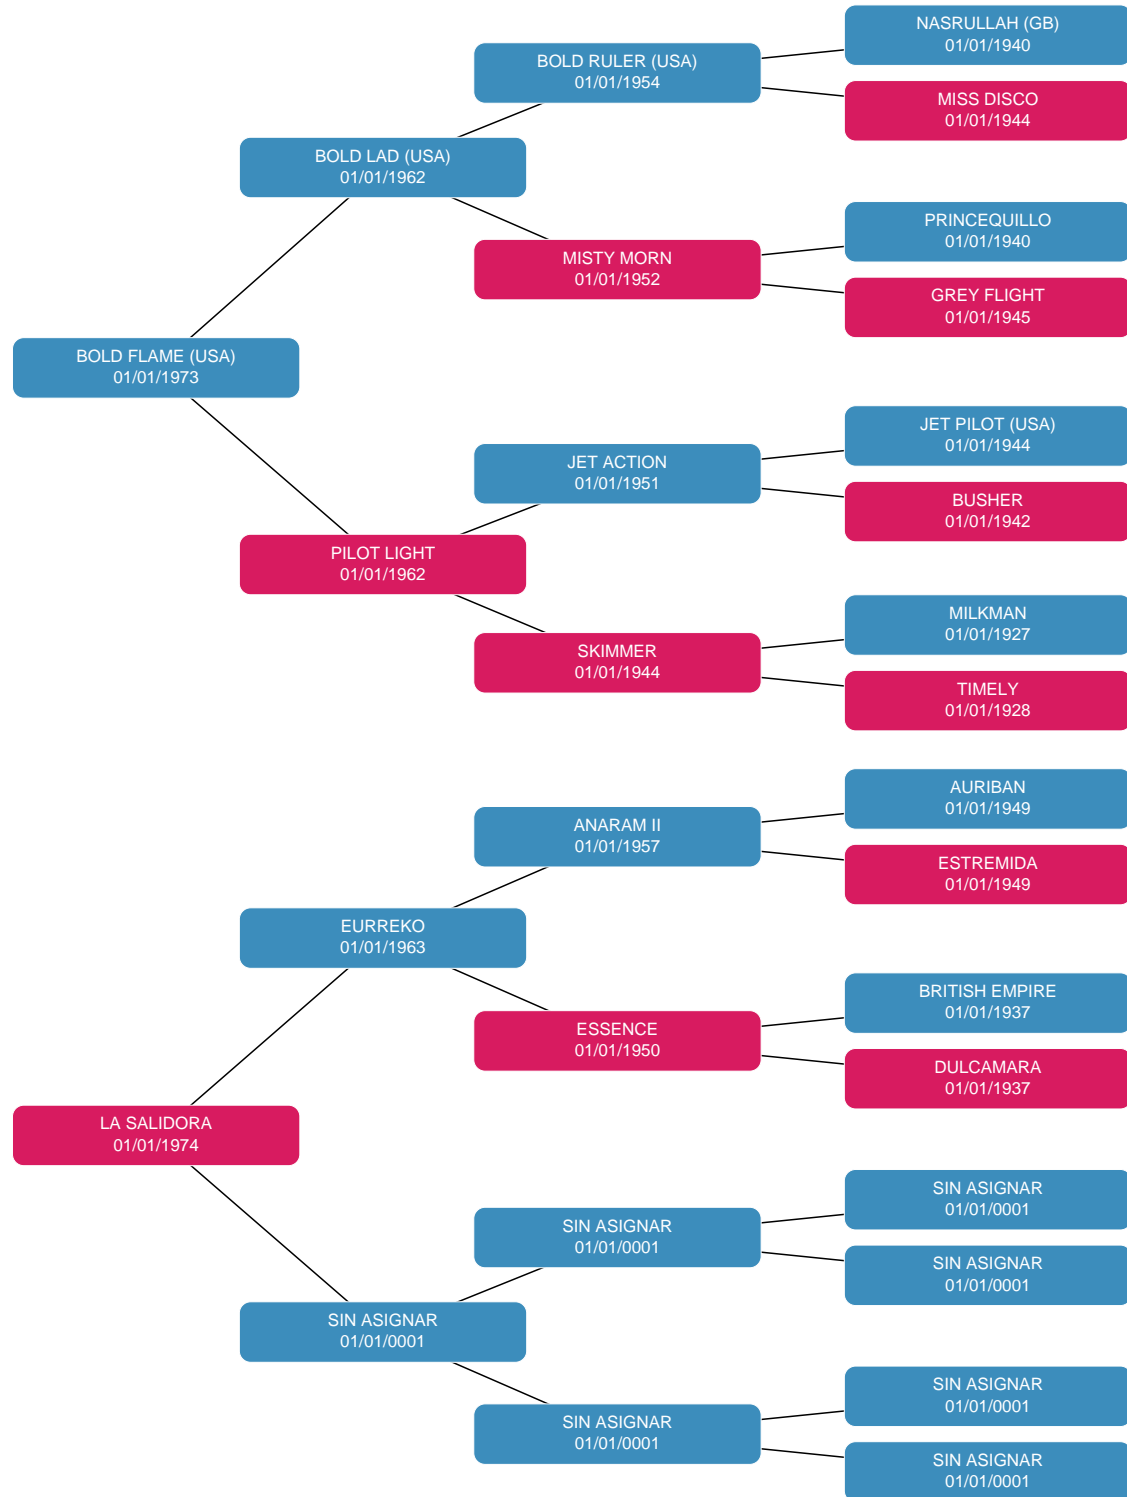 NASRULLAH (GB)
01/01/1940
BOLD RULER (USA)
01/01/1954
MISS DISCO
01/01/1944
BOLD LAD (USA)
01/01/1962
PRINCEQUILLO
01/01/1940
MISTY MORN
01/01/1952
GREY FLIGHT
01/01/1945
BOLD FLAME (USA)
01/01/1973
JET PILOT (USA)
01/01/1944
JET ACTION
01/01/1951
BUSHER
01/01/1942
PILOT LIGHT
01/01/1962
MILKMAN
01/01/1927
SKIMMER
01/01/1944
TIMELY
01/01/1928
AURIBAN
01/01/1949
ANARAM II
01/01/1957
ESTREMIDA
01/01/1949
EURREKO
01/01/1963
BRITISH EMPIRE
01/01/1937
ESSENCE
01/01/1950
DULCAMARA
01/01/1937
LA SALIDORA
01/01/1974
SIN ASIGNAR
01/01/0001
SIN ASIGNAR
01/01/0001
SIN ASIGNAR
01/01/0001
SIN ASIGNAR
01/01/0001
SIN ASIGNAR
01/01/0001
SIN ASIGNAR
01/01/0001
SIN ASIGNAR
01/01/0001